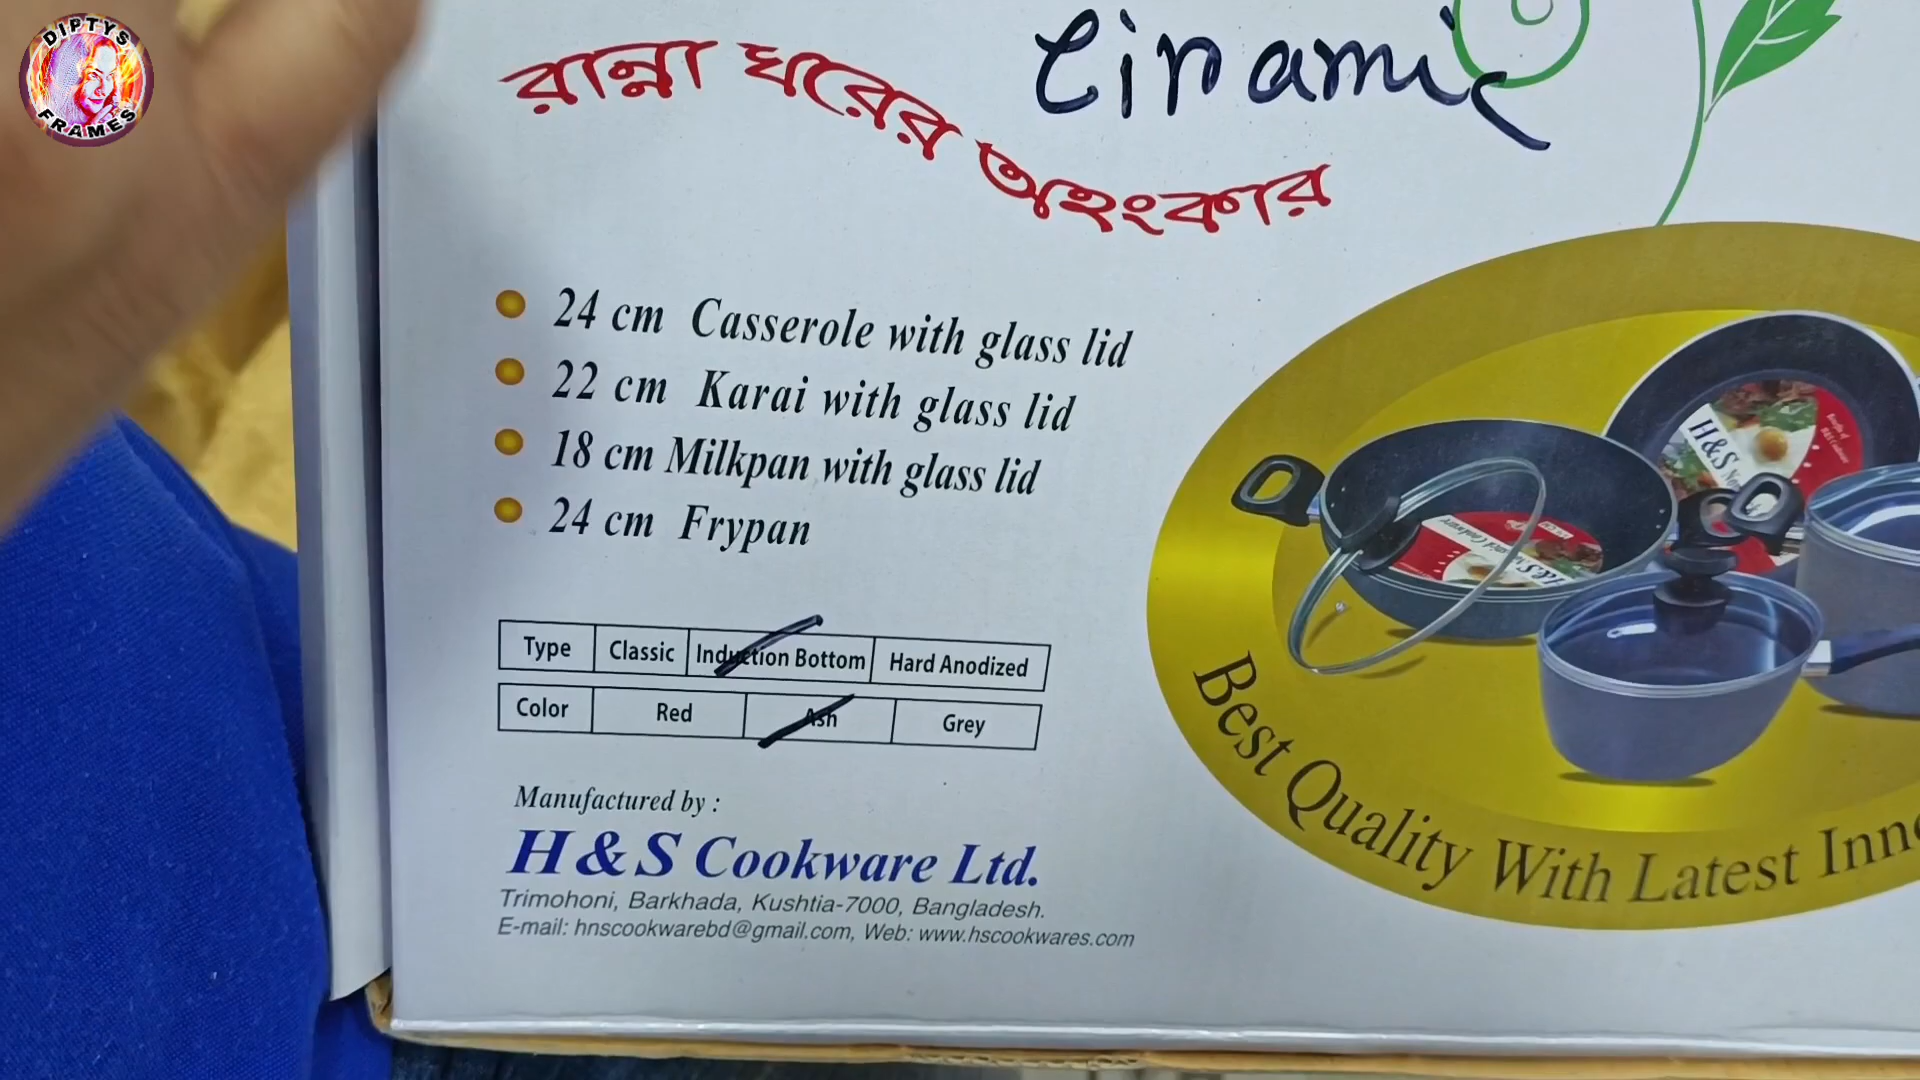 DIPTYS
FRAMES
Ciramic
রান্না ঘরের অহংকার
24 cm Casserole with glass lid
22 cm Karai with glass lid
18 cm Milkpan with glass lid
24 cm Frypan
Type Classic Induction Bottom Hard Anodized
Color Red Ash Grey
Manufactured by :
H & S Cookware Ltd.
Trimohoni, Barkhada, Kushtia-7000, Bangladesh.
E-mail: hnscookwarebd@gmail.com, Web: www.hscookwares.com
H&S
Best Quality With Latest